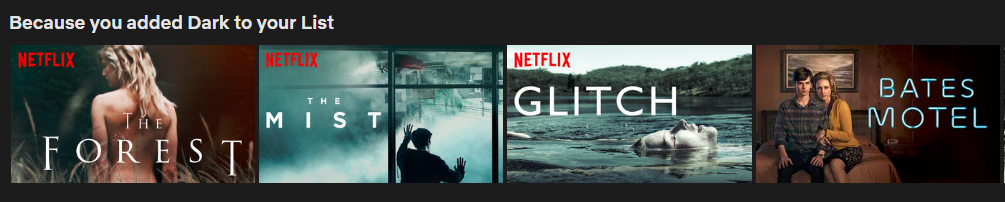 Because you added Dark to your List
NETFLIX
THE
FOREST
NETFLIX
THE
MIST
NETFLIX
GLITCH
BATES
MOTEL